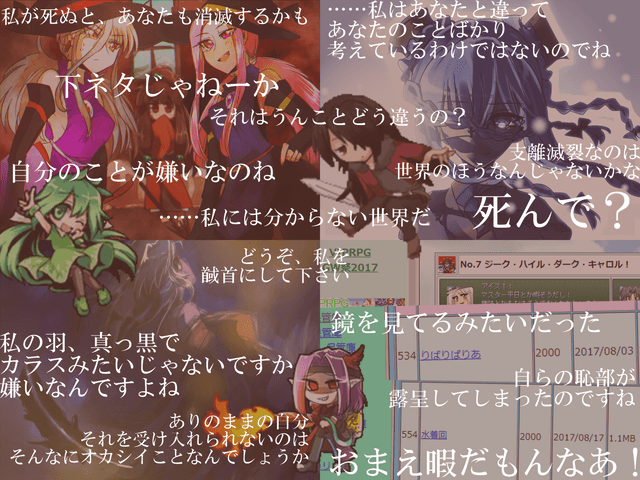 私が死ぬと、あなたも消滅するかも
……私はあなたと違って
あなたのことばかり
考えているわけではないのでね
下ネタじゃねーか
それはうんことどう違うの？
自分のことが嫌いなのね
支離滅裂なのは
世界のほうなんじゃないかな
……私には分からない世界だ
死んで？
どうぞ、私を
馘首にして下さい
RPG
2017
No.7 ジーク・ハイル・ダーク・キャロル！
鏡を見てるみたいだった
534 りばりばりあ 2000 2017/08/03
私の羽、真っ黒で
カラスみたいじゃないですか
嫌いなんですよね
自らの恥部が
露呈してしまったのですね
ありのままの自分
それを受け入れられないのは
そんなにオカシイことなんでしょうか
554 水着回 2000 2017/08/17 1.1MB
おまえ暇だもんなあ！